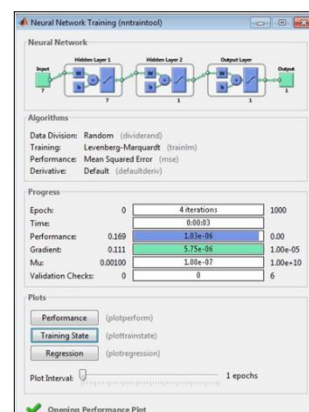 Neural Network Training (nntraintool)
Neural Network
Hidden Layer 1 Hidden Layer 2 Output Layer
Input Output
W W W
b b b
7 7 1 1 1
Algorithms
Data Division: Random (dividerand)
Training: Levenberg-Marquardt (trainlm)
Performance: Mean Squared Error (mse)
Derivative: Default (defaultderiv)
Progress
Epoch: 0 4 iterations 1000
Time: 0:00:03
Performance: 0.169 1.03e-06 0.00
Gradient: 0.111 5.75e-06 1.00e-05
Mu: 0.00100 1.00e-07 1.00e+10
Validation Checks: 0 0 6
Plots
Performance (plotperform)
Training State (plottrainstate)
Regression (plotregression)
Plot Interval: 1 epochs
Opening Performance Plot